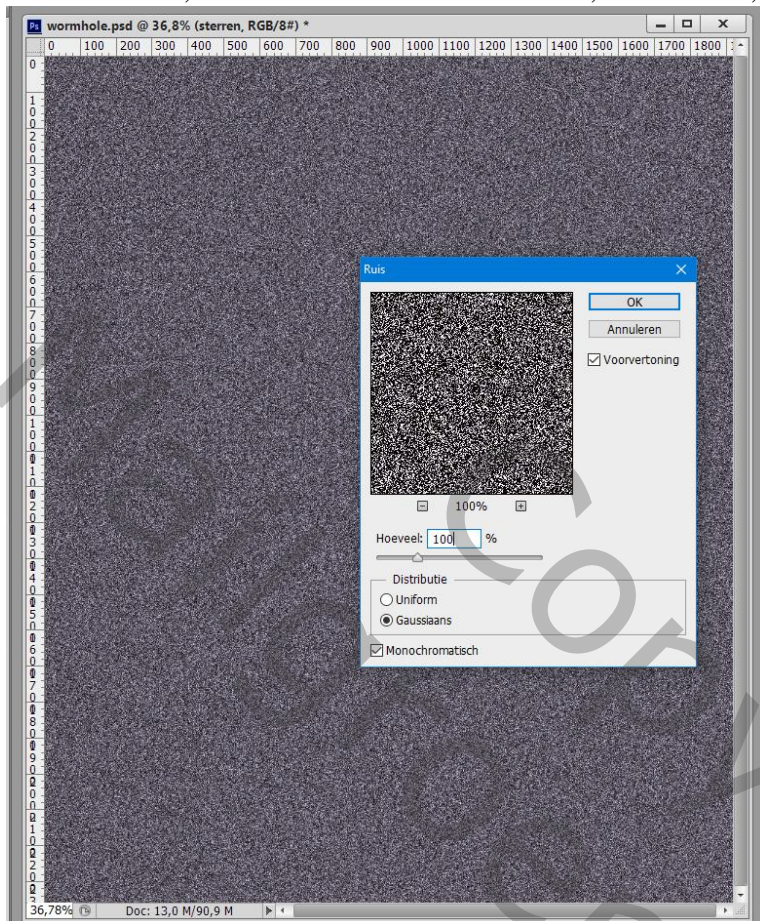 Ps wormhole.psd @ 36,8% (sterren, RGB/8#) *
0 100 200 300 400 500 600 700 800 900 1000 1100 1200 1300 1400 1500 1600 1700 1800
Ruis
OK
Annuleren
Voorvertoning
100%
Hoeveel: 100 %
Distributie
Uniform
Gaussiaans
Monochromatisch
36,78% Doc: 13,0 M/90,9 M